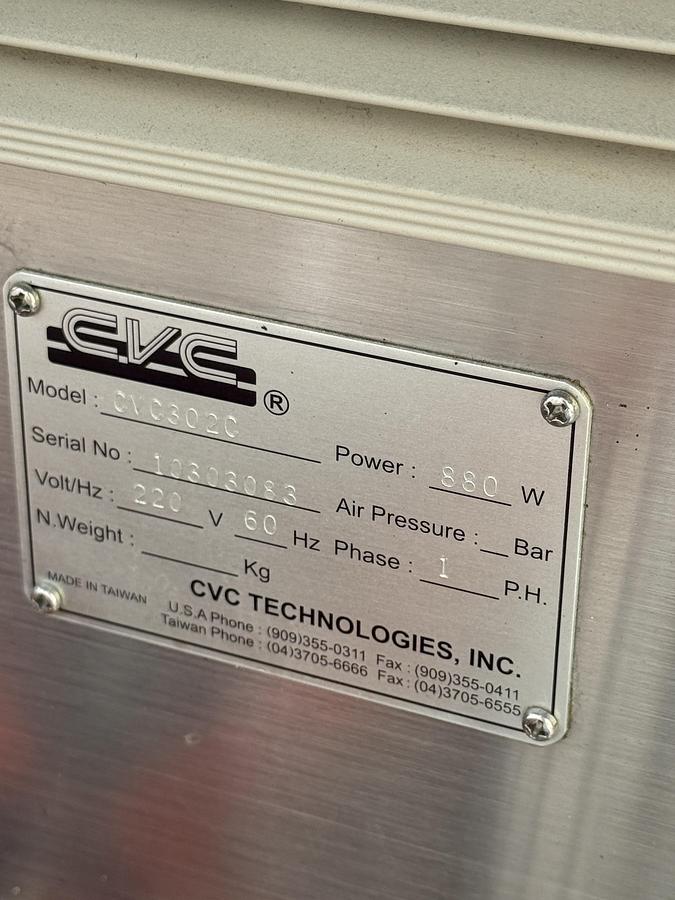 CVC ®
Model : CVC302C
Power : 880 W
Serial No : 10303083
Air Pressure : Bar
Volt/Hz : 220 V 60 Hz Phase : 1 P.H.
N.Weight : Kg
MADE IN TAIWAN
CVC TECHNOLOGIES, INC.
U.S.A Phone : (909)355-0311 Fax : (909)355-0411
Taiwan Phone : (04)3705-6666 Fax : (04)3705-6555